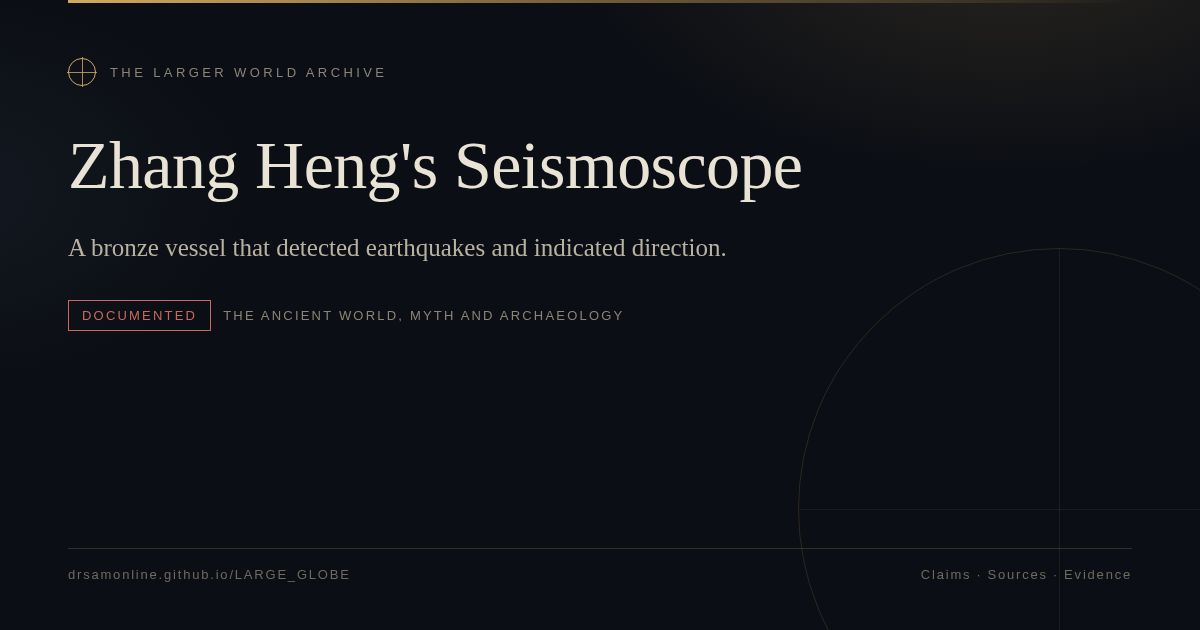 THE LARGER WORLD ARCHIVE
Zhang Heng's Seismoscope
A bronze vessel that detected earthquakes and indicated direction.
DOCUMENTED THE ANCIENT WORLD, MYTH AND ARCHAEOLOGY
drsamonline.github.io/LARGE_GLOBE Claims · Sources · Evidence